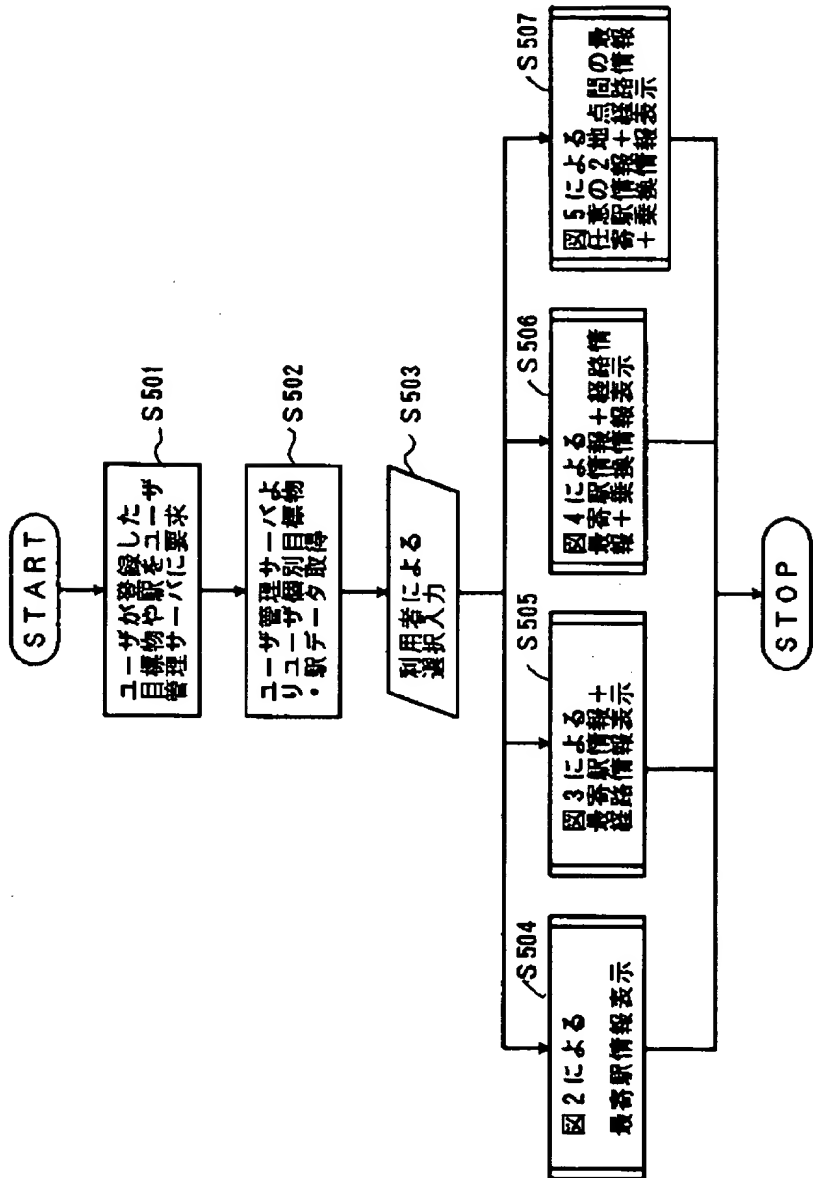 START
S501
ユーザが登録した
目標物や駅をユーザ
管理サーバに要求
S502
ユーザ管理サーバよ
りユーザ個別目標物
・駅データ取得
S503
利用者による
選択入力
S504
図2による
最寄駅情報表示
S505
図3による
最寄駅情報+
経路情報表示
S506
図4による
最寄駅情報+経路情
報+乗換情報表示
S507
図5による
任意の2地点間の最
寄駅情報+経路情報
+乗換情報表示
STOP